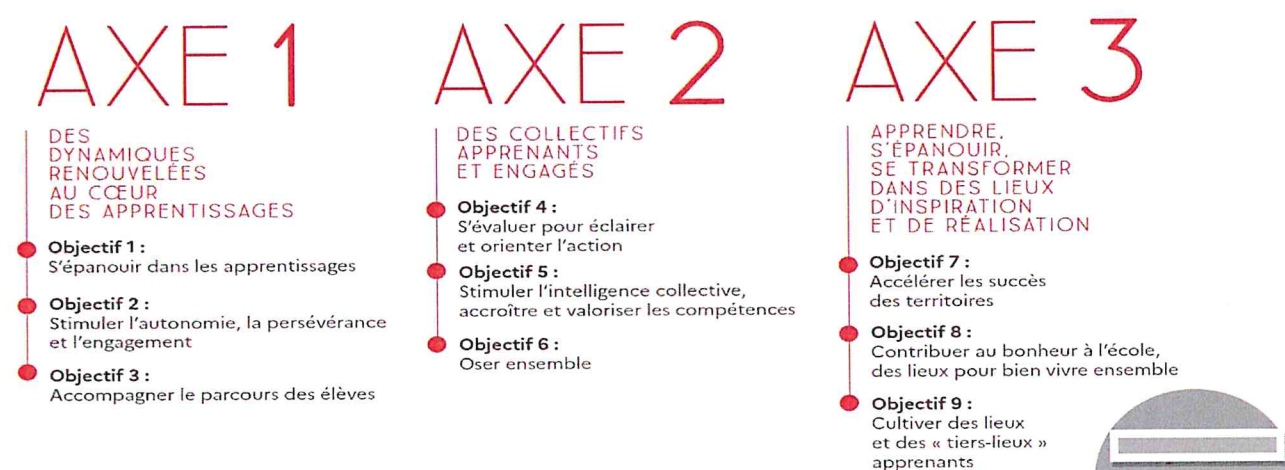 AXE 1
DES
DYNAMIQUES
RENOUVELÉES
AU CŒUR
DES APPRENTISSAGES
Objectif 1 :
S'épanouir dans les apprentissages
Objectif 2 :
Stimuler l'autonomie, la persévérance
et l'engagement
Objectif 3 :
Accompagner le parcours des élèves
AXE 2
DES COLLECTIFS
APPRENANTS
ET ENGAGÉS
Objectif 4 :
S'évaluer pour éclairer
et orienter l'action
Objectif 5 :
Stimuler l'intelligence collective,
accroître et valoriser les compétences
Objectif 6 :
Oser ensemble
AXE 3
APPRENDRE,
S'ÉPANOUIR,
SE TRANSFORMER
DANS DES LIEUX
D'INSPIRATION
ET DE RÉALISATION
Objectif 7 :
Accélérer les succès
des territoires
Objectif 8 :
Contribuer au bonheur à l'école,
des lieux pour bien vivre ensemble
Objectif 9 :
Cultiver des lieux
et des « tiers-lieux »
apprenants